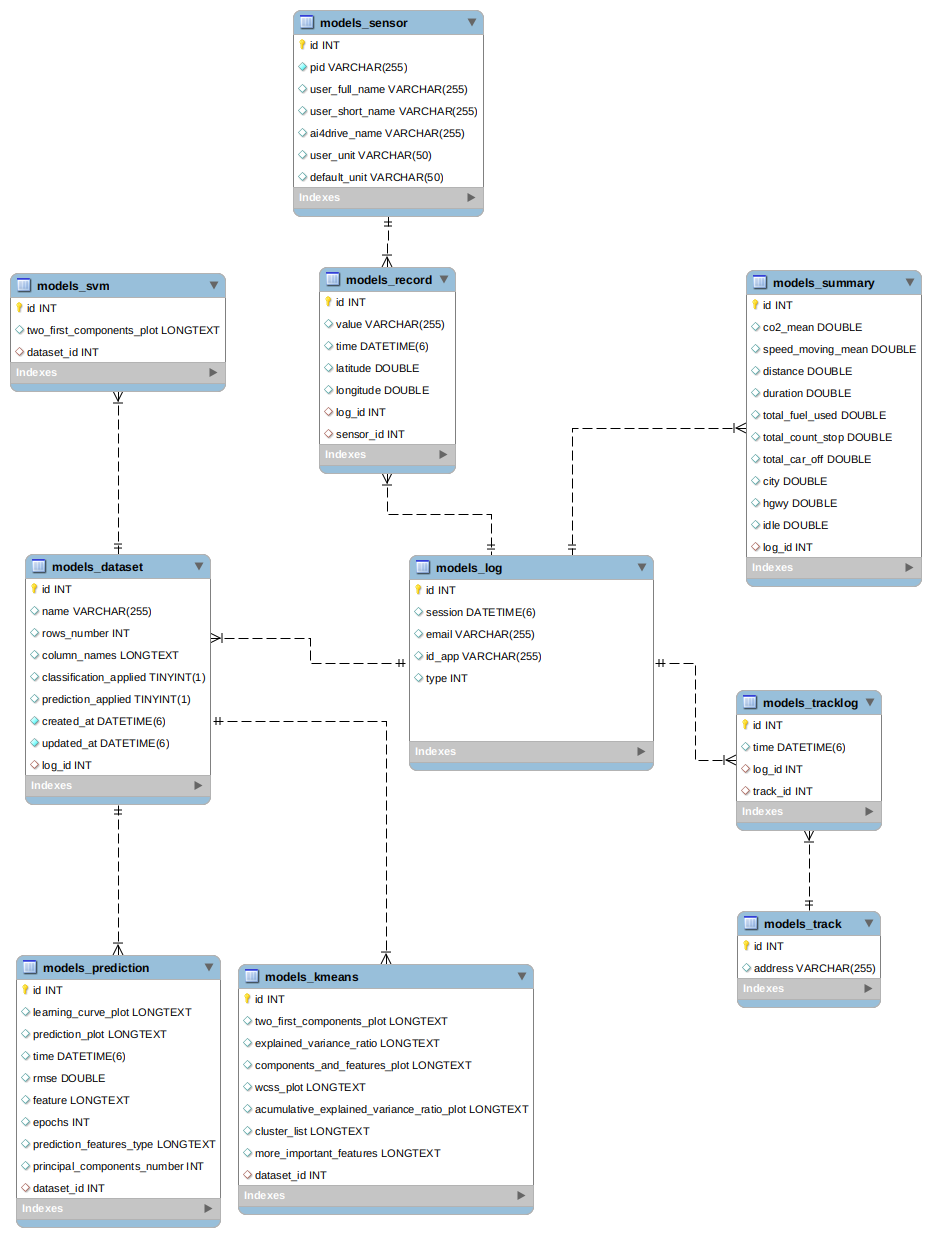 models_sensor
id INT
pid VARCHAR(255)
user_full_name VARCHAR(255)
user_short_name VARCHAR(255)
ai4drive_name VARCHAR(255)
user_unit VARCHAR(50)
default_unit VARCHAR(50)
Indexes
models_svm
id INT
two_first_components_plot LONGTEXT
dataset_id INT
Indexes
models_record
id INT
value VARCHAR(255)
time DATETIME(6)
latitude DOUBLE
longitude DOUBLE
log_id INT
sensor_id INT
Indexes
models_summary
id INT
co2_mean DOUBLE
speed_moving_mean DOUBLE
distance DOUBLE
duration DOUBLE
total_fuel_used DOUBLE
total_count_stop DOUBLE
total_car_off DOUBLE
city DOUBLE
hgwy DOUBLE
idle DOUBLE
log_id INT
Indexes
models_dataset
id INT
name VARCHAR(255)
rows_number INT
column_names LONGTEXT
classification_applied TINYINT(1)
prediction_applied TINYINT(1)
created_at DATETIME(6)
updated_at DATETIME(6)
log_id INT
Indexes
models_log
id INT
session DATETIME(6)
email VARCHAR(255)
id_app VARCHAR(255)
type INT
Indexes
models_tracklog
id INT
time DATETIME(6)
log_id INT
track_id INT
Indexes
models_track
id INT
address VARCHAR(255)
Indexes
models_prediction
id INT
learning_curve_plot LONGTEXT
prediction_plot LONGTEXT
time DATETIME(6)
rmse DOUBLE
feature LONGTEXT
epochs INT
prediction_features_type LONGTEXT
principal_components_number INT
dataset_id INT
Indexes
models_kmeans
id INT
two_first_components_plot LONGTEXT
explained_variance_ratio LONGTEXT
components_and_features_plot LONGTEXT
wcss_plot LONGTEXT
acumulative_explained_variance_ratio_plot LONGTEXT
cluster_list LONGTEXT
more_important_features LONGTEXT
dataset_id INT
Indexes